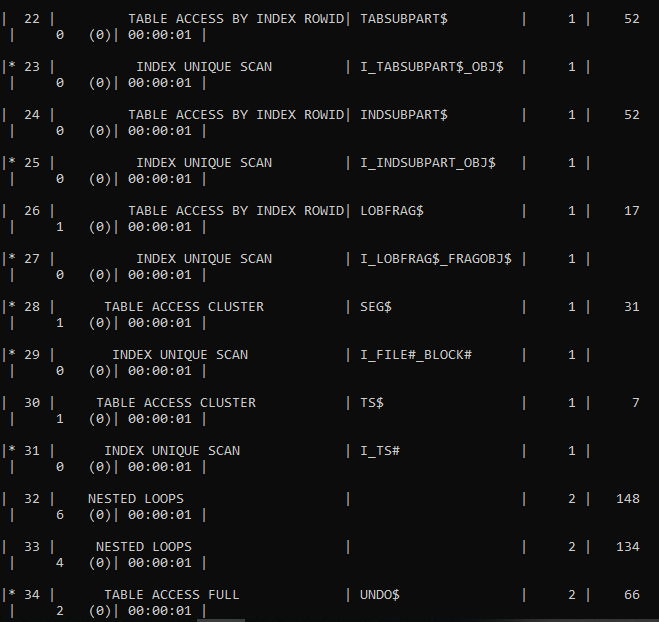 |  22 |         TABLE ACCESS BY INDEX ROWID| TABSUBPART$         |     1 |    52
 |     0   (0)| 00:00:01 |
|* 23 |          INDEX UNIQUE SCAN         | I_TABSUBPART$_OBJ$  |     1 |
 |     0   (0)| 00:00:01 |
|  24 |         TABLE ACCESS BY INDEX ROWID| INDSUBPART$         |     1 |    52
 |     0   (0)| 00:00:01 |
|* 25 |          INDEX UNIQUE SCAN         | I_INDSUBPART_OBJ$   |     1 |
 |     0   (0)| 00:00:01 |
|  26 |         TABLE ACCESS BY INDEX ROWID| LOBFRAG$            |     1 |    17
 |     1   (0)| 00:00:01 |
|* 27 |          INDEX UNIQUE SCAN         | I_LOBFRAG$_FRAGOBJ$ |     1 |
 |     0   (0)| 00:00:01 |
|* 28 |      TABLE ACCESS CLUSTER          | SEG$                |     1 |    31
 |     1   (0)| 00:00:01 |
|* 29 |       INDEX UNIQUE SCAN            | I_FILE#_BLOCK#      |     1 |
 |     0   (0)| 00:00:01 |
|  30 |     TABLE ACCESS CLUSTER           | TS$                 |     1 |     7
 |     1   (0)| 00:00:01 |
|* 31 |      INDEX UNIQUE SCAN             | I_TS#               |     1 |
 |     0   (0)| 00:00:01 |
|  32 |    NESTED LOOPS                    |                     |     2 |   148
 |     6   (0)| 00:00:01 |
|  33 |     NESTED LOOPS                   |                     |     2 |   134
 |     4   (0)| 00:00:01 |
|* 34 |      TABLE ACCESS FULL             | UNDO$               |     2 |    66
 |     2   (0)| 00:00:01 |